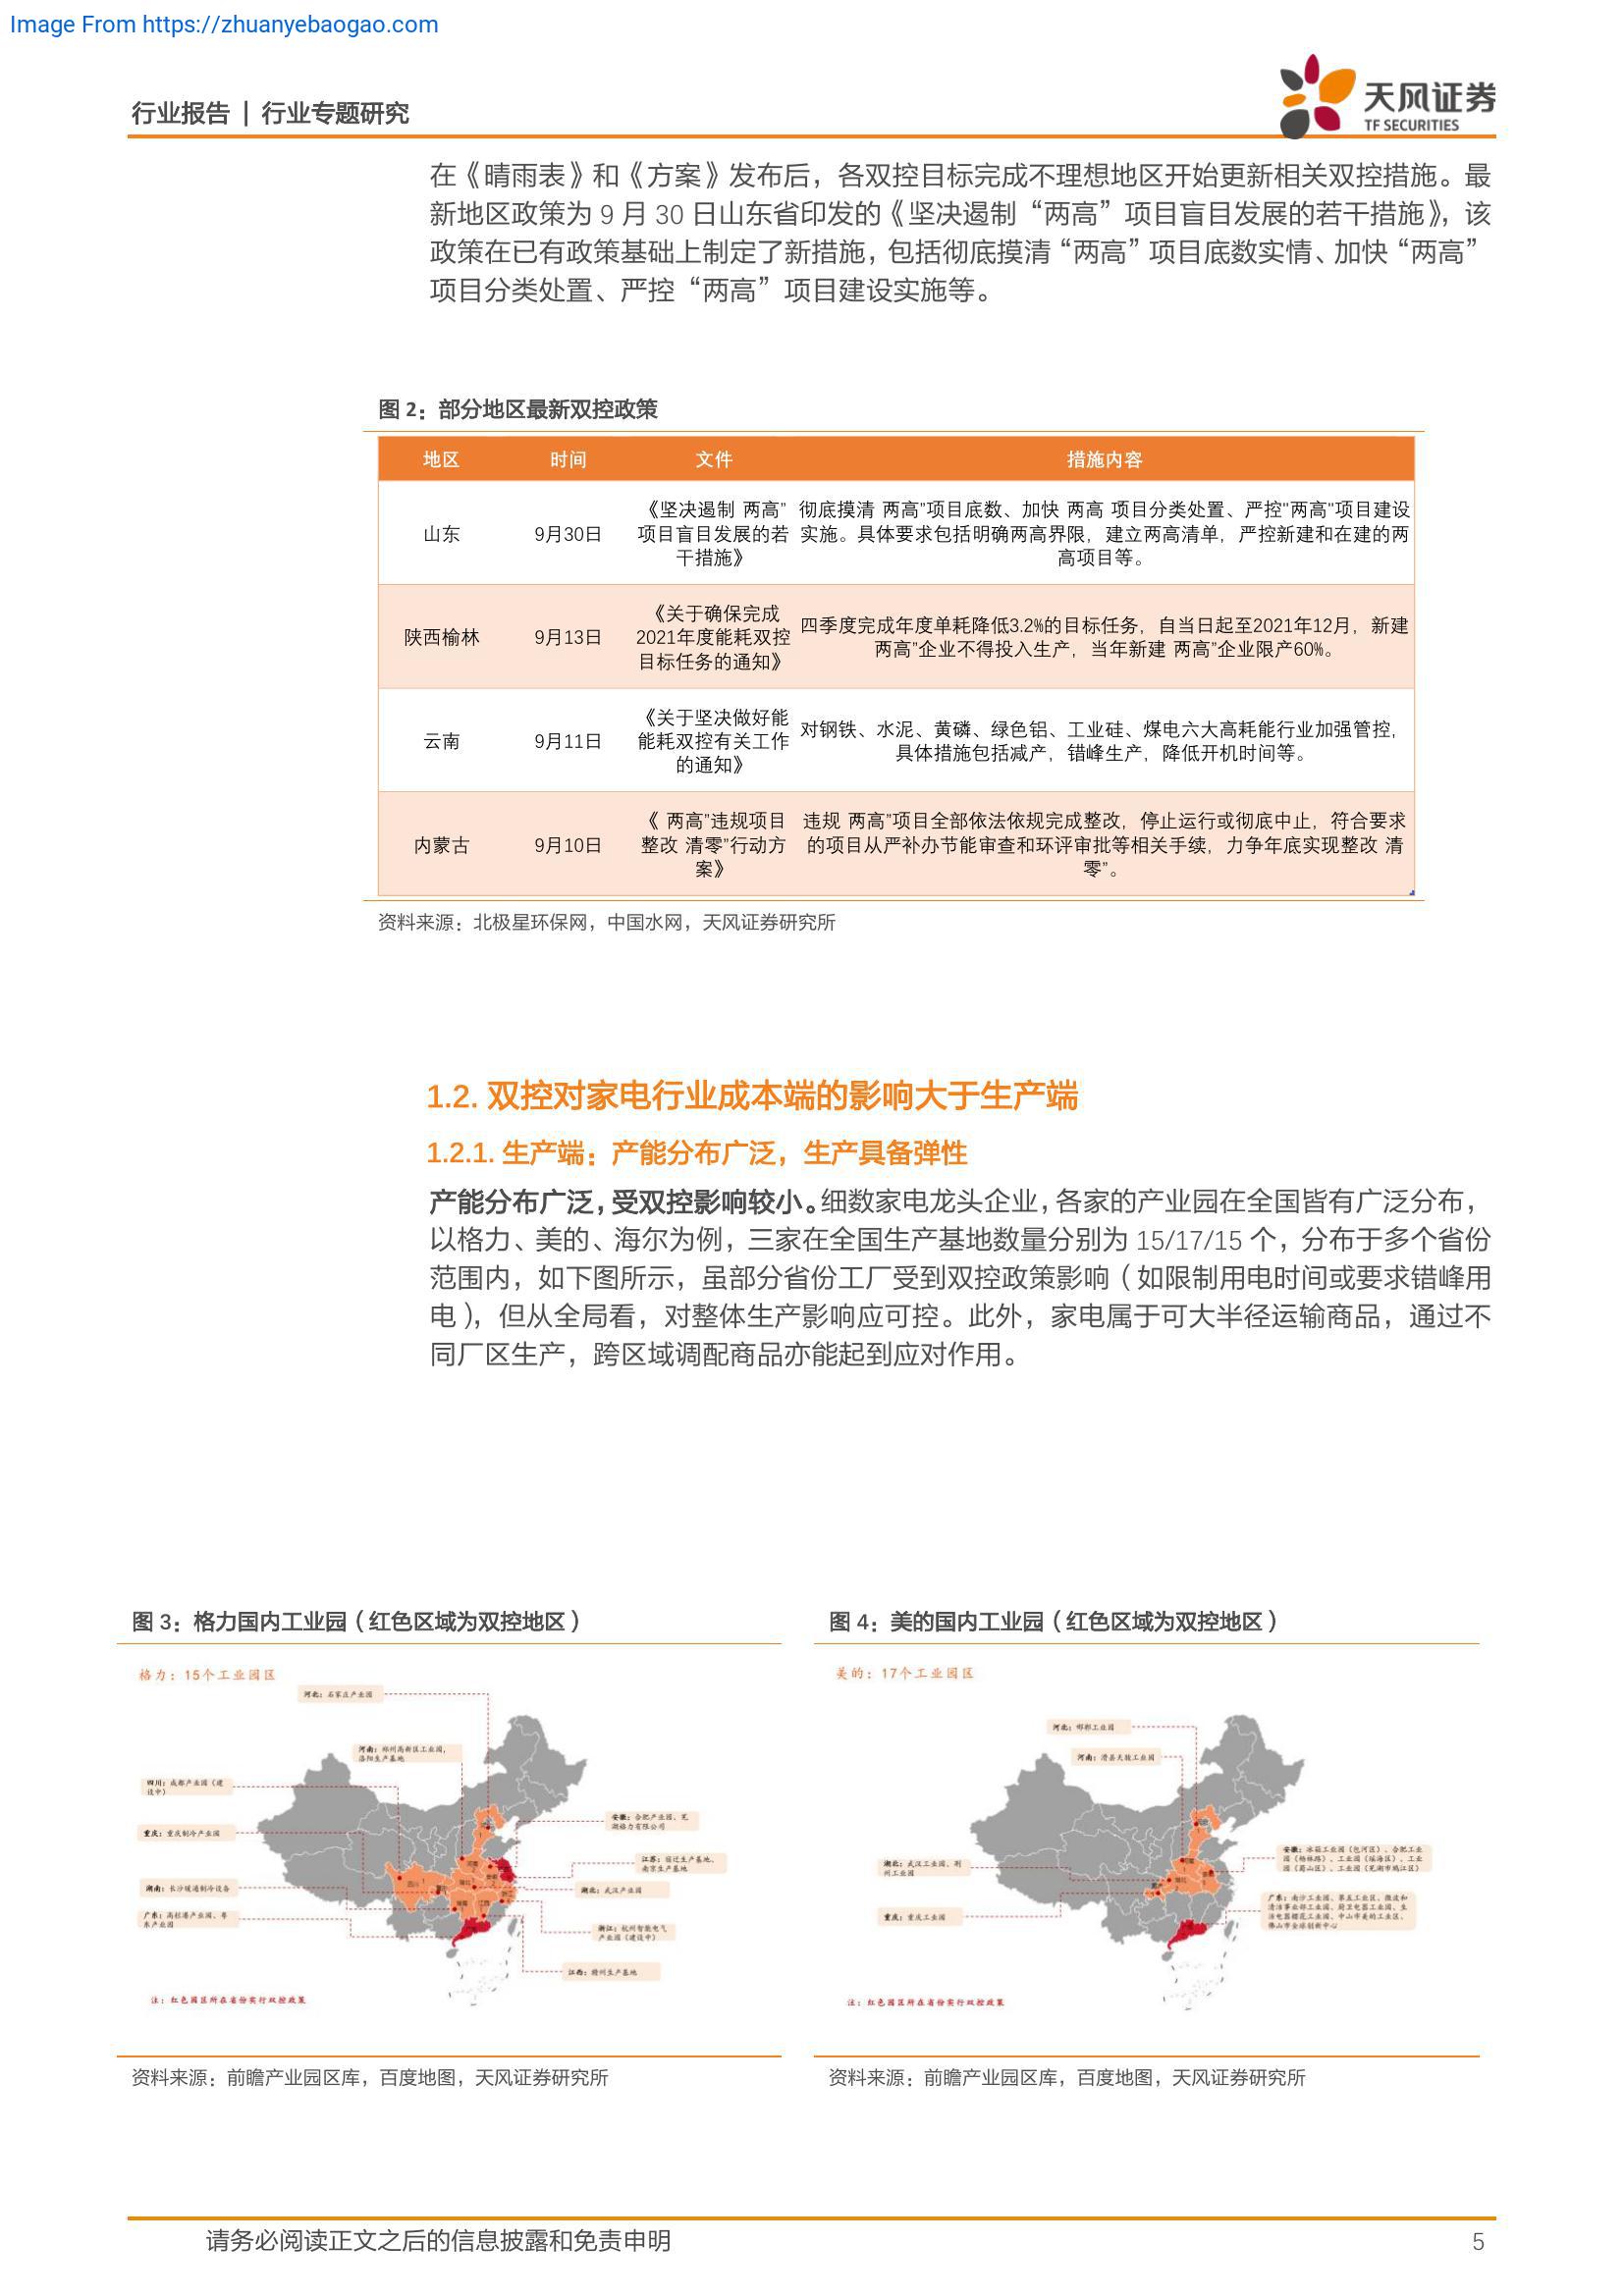 Image From https://zhuanyebaogao.com
行业报告 | 行业专题研究
天风证券
TF SECURITIES
在《晴雨表》和《方案》发布后，各双控目标完成不理想地区开始更新相关双控措施。最
新地区政策为 9 月 30 日山东省印发的《坚决遏制“两高”项目盲目发展的若干措施》，该
政策在已有政策基础上制定了新措施，包括彻底摸清“两高”项目底数实情、加快“两高”
项目分类处置、严控“两高”项目建设实施等。
图 2：部分地区最新双控政策
地区 时间 文件 措施内容
《坚决遏制 两高”
项目盲目发展的若
干措施》
山东 9月30日
彻底摸清 两高”项目底数、加快 两高 项目分类处置、严控"两高"项目建设
实施。具体要求包括明确两高界限，建立两高清单，严控新建和在建的两
高项目等。
陕西榆林 9月13日
《关于确保完成
2021年度能耗双控
目标任务的通知》
四季度完成年度单耗降低3.2%的目标任务，自当日起至2021年12月，新建
两高”企业不得投入生产，当年新建 两高”企业限产60%。
云南 9月11日
《关于坚决做好能
能耗双控有关工作
的通知》
对钢铁、水泥、黄磷、绿色铝、工业硅、煤电六大高耗能行业加强管控，
具体措施包括减产，错峰生产，降低开机时间等。
内蒙古 9月10日
《 两高”违规项目
整改 清零”行动方
案》
违规 两高”项目全部依法依规完成整改，停止运行或彻底中止，符合要求
的项目从严补办节能审查和环评审批等相关手续，力争年底实现整改 清
零”。
资料来源：北极星环保网，中国水网，天风证券研究所
1.2. 双控对家电行业成本端的影响大于生产端
1.2.1. 生产端：产能分布广泛，生产具备弹性
产能分布广泛，受双控影响较小。细数家电龙头企业，各家的产业园在全国皆有广泛分布，
以格力、美的、海尔为例，三家在全国生产基地数量分别为 15/17/15 个，分布于多个省份
范围内，如下图所示，虽部分省份工厂受到双控政策影响（如限制用电时间或要求错峰用
电），但从全局看，对整体生产影响应可控。此外，家电属于可大半径运输商品，通过不
同厂区生产，跨区域调配商品亦能起到应对作用。
图 3：格力国内工业园（红色区域为双控地区）
格力：15个工业园区
河北：石家庄产业园
河南：郑州高新区工业园，
洛阳生产基地
四川：成都产业园（建
设中）
重庆：重庆制冷产业园
湖南：长沙暖通制冷设备
广东：高栏港产业园、粤
东产业园
安徽：合肥产业园、芜
湖格力有限公司
江苏：宿迁生产基地、
南京生产基地
湖北：武汉产业园
浙江：杭州智能电气
产业园（建设中）
江西：赣州生产基地
注：红色园区所在省份实行双控政策
资料来源：前瞻产业园区库，百度地图，天风证券研究所
图 4：美的国内工业园（红色区域为双控地区）
美的：17个工业园区
河北：邯郸工业园
河南：滑县天骏工业园
湖北：武汉工业园、荆
州工业园
重庆：重庆工业园
安徽：冰箱工业园（包河区）、合肥工业
园（杨林路）、工业园（瑶海区）、工业
园（蜀山区）、工业园（芜湖市鸠江区）
注：红色园区所在省份实行双控政策
资料来源：前瞻产业园区库，百度地图，天风证券研究所
请务必阅读正文之后的信息披露和免责申明
5